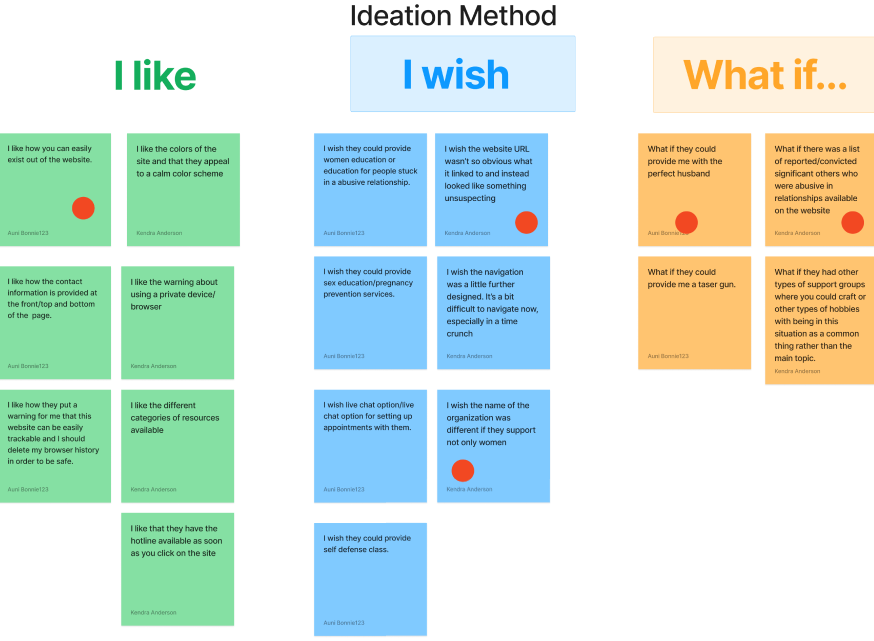 Ideation Method
I like
I wish
What if...
I like how you can easily
exist out of the website.
Auni Bonnie123
I like the colors of the
site and that they appeal
to a calm color scheme
Kendra Anderson
I like how the contact
information is provided at
the front/top and bottom
of the page.
Auni Bonnie123
I like the warning about
using a private device/
browser
Kendra Anderson
I like how they put a
warning for me that this
website can be easily
trackable and I should
delete my browser history
in order to be safe.
Auni Bonnie123
I like the different
categories of resources
available
Kendra Anderson
I like that they have the
hotline available as soon
as you click on the site
Kendra Anderson
I wish they could provide
women education or
education for people stuck
in a abusive relationship.
Auni Bonnie123
I wish the website URL
wasn't so obvious what
it linked to and instead
looked like something
unsuspecting
Kendra Anderson
I wish they could provide
sex education/pregnancy
prevention services.
Auni Bonnie123
I wish the navigation
was a little further
designed. It's a bit
difficult to navigate now,
especially in a time
crunch
Kendra Anderson
I wish live chat option/live
chat option for setting up
appointments with them.
Auni Bonnie123
I wish the name of the
organization was
different if they support
not only women
Kendra Anderson
I wish they could provide
self defense class.
Auni Bonnie123
What if they could
provide me with the
perfect husband
Auni Bonnie123
What if there was a list
of reported/convicted
significant others who
were abusive in
relationships available
on the website
Kendra Anderson
What if they could
provide me a taser gun.
Auni Bonnie123
What if they had other
types of support groups
where you could craft or
other types of hobbies
with being in this
situation as a common
thing rather than the
main topic.
Kendra Anderson